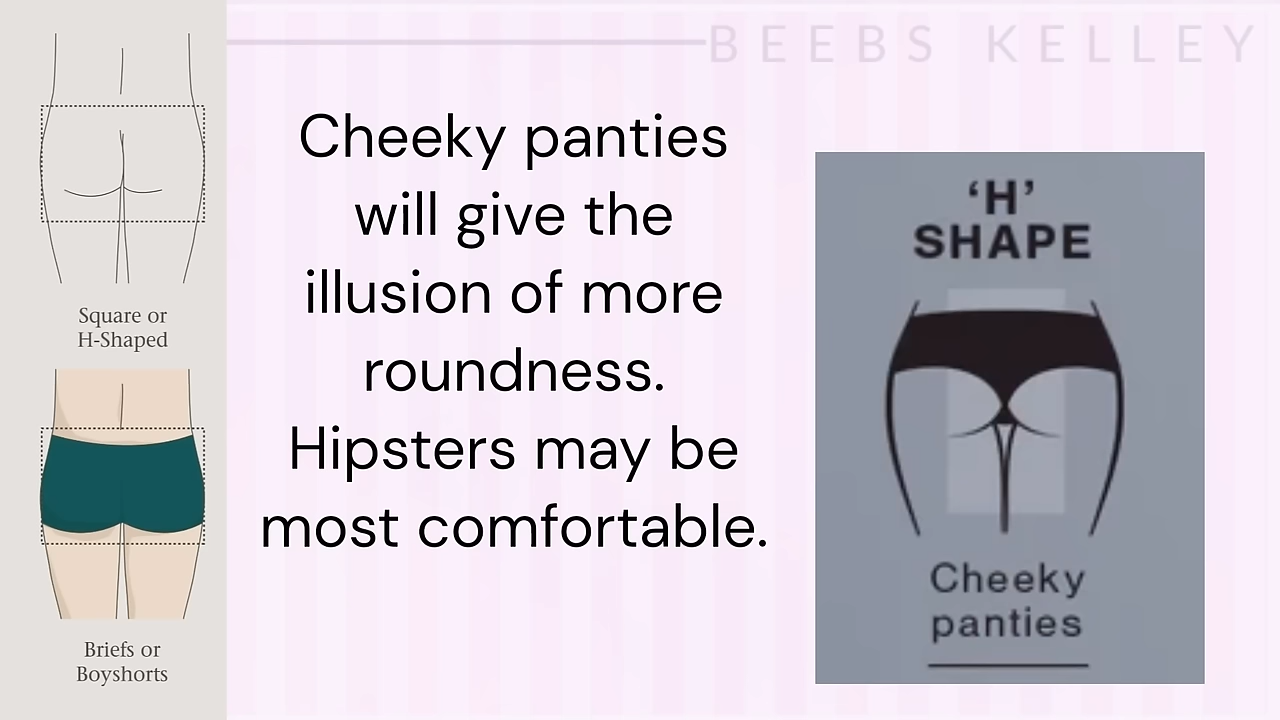 BEEBS KELLEY
Square or
H-Shaped
Briefs or
Boyshorts
Cheeky panties
will give the
illusion of more
roundness.
Hipsters may be
most comfortable.
‘H’
SHAPE
Cheeky
panties